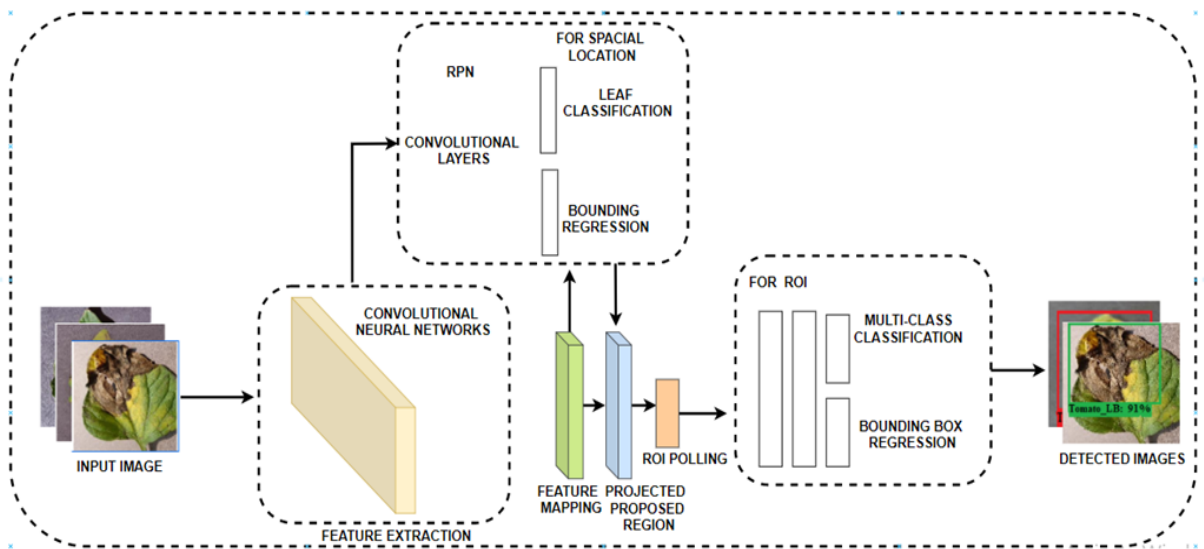 FOR SPACIAL
LOCATION
RPN
LEAF
CLASSIFICATION
CONVOLUTIONAL
LAYERS
BOUNDING
REGRESSION
CONVOLUTIONAL
NEURAL NETWORKS
FOR ROI
MULTI-CLASS
CLASSIFICATION
BOUNDING BOX
REGRESSION
Tomato_LB: 91%
INPUT IMAGE
ROI POLLING
DETECTED IMAGES
FEATURE
MAPPING
PROJECTED
PROPOSED
REGION
FEATURE EXTRACTION